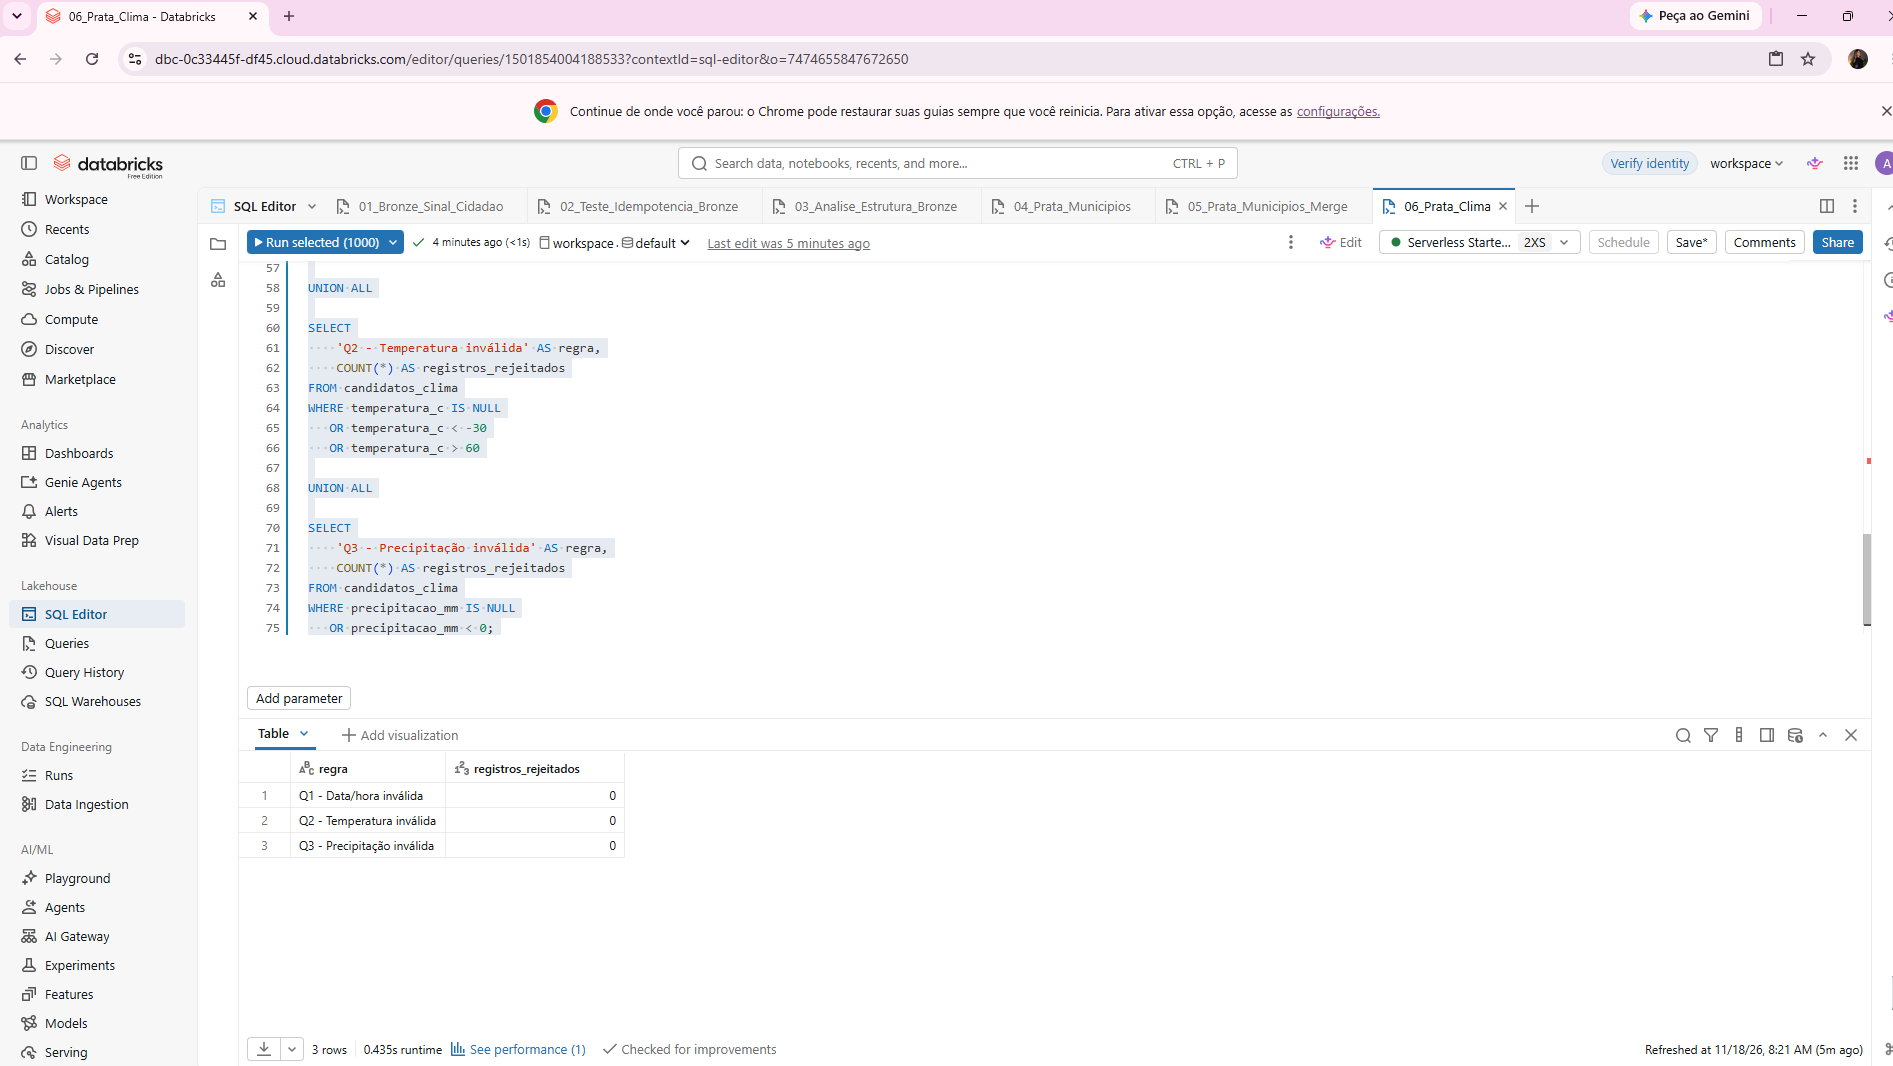 06_Prata_Clima - Databricks
Peça ao Gemini
dbc-0c33445f-df45.cloud.databricks.com/editor/queries/1501854004188533?contextId=sql-editor&o=7474655847672650
Continue de onde você parou: o Chrome pode restaurar suas guias sempre que você reinicia. Para ativar essa opção, acesse as configurações.
databricks
Free Edition
Search data, notebooks, recents, and more...
CTRL + P
Verify identity
workspace
A
Workspace
Recents
Catalog
Jobs & Pipelines
Compute
Discover
Marketplace
Analytics
Dashboards
Genie Agents
Alerts
Visual Data Prep
Lakehouse
SQL Editor
Queries
Query History
SQL Warehouses
Data Engineering
Runs
Data Ingestion
AI/ML
Playground
Agents
AI Gateway
Experiments
Features
Models
Serving
SQL Editor
01_Bronze_Sinal_Cidadao
02_Teste_Idempotencia_Bronze
03_Analise_Estrutura_Bronze
04_Prata_Municipios
05_Prata_Municipios_Merge
06_Prata_Clima
Run selected (1000)
4 minutes ago (<1s)
workspace.
default
Last edit was 5 minutes ago
Edit
Serverless Starte...
2XS
Schedule
Save*
Comments
Share
57
58 UNION ALL
59
60 SELECT
61 'Q2 - Temperatura inválida' AS regra,
62 COUNT(*) AS registros_rejeitados
63 FROM candidatos_clima
64 WHERE temperatura_c IS NULL
65 OR temperatura_c < -30
66 OR temperatura_c > 60
67
68 UNION ALL
69
70 SELECT
71 'Q3 - Precipitação inválida' AS regra,
72 COUNT(*) AS registros_rejeitados
73 FROM candidatos_clima
74 WHERE precipitacao_mm IS NULL
75 OR precipitacao_mm < 0;
Add parameter
Table
Add visualization
ABC regra
123 registros_rejeitados
1 Q1 - Data/hora inválida 0
2 Q2 - Temperatura inválida 0
3 Q3 - Precipitação inválida 0
3 rows
0.435s runtime
See performance (1)
Checked for improvements
Refreshed at 11/18/26, 8:21 AM (5m ago)